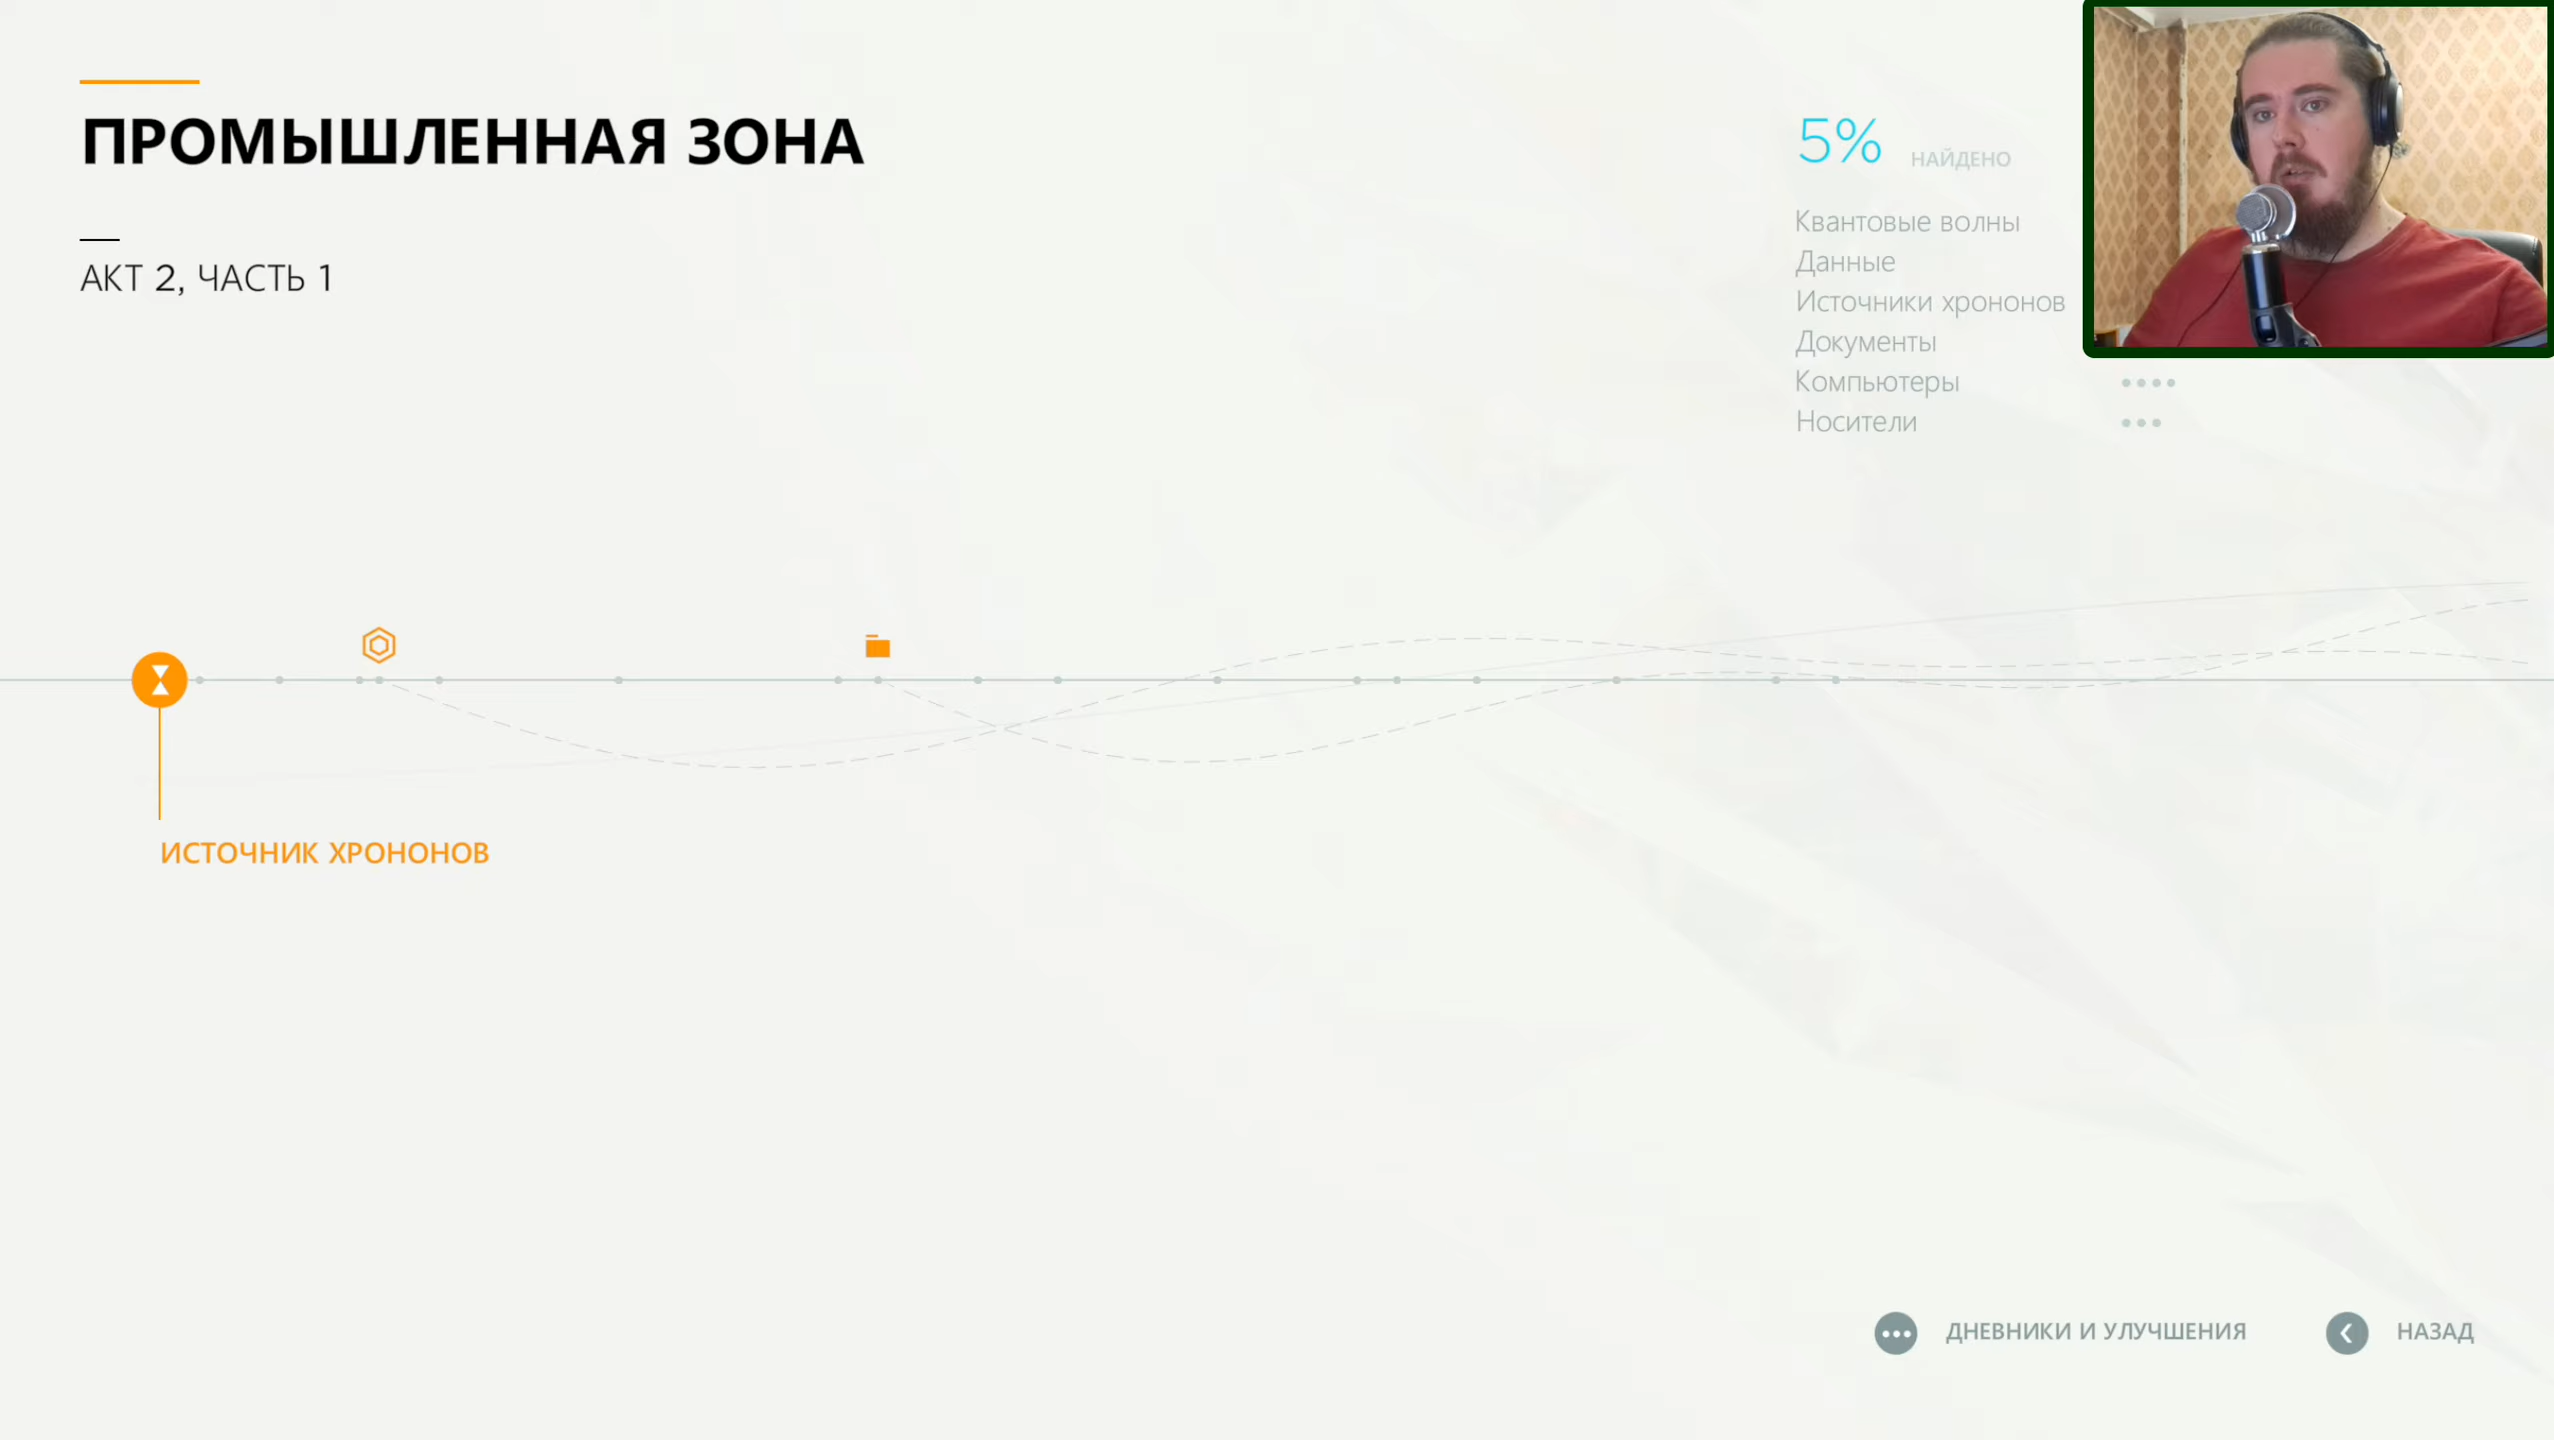 ПРОМЫШЛЕННАЯ ЗОНА
АКТ 2, ЧАСТЬ 1
5% НАЙДЕНО
Квантовые волны
Данные
Источники хрононов
Документы
Компьютеры
Носители
ИСТОЧНИК ХРОНОНОВ
ДНЕВНИКИ И УЛУЧШЕНИЯ
НАЗАД